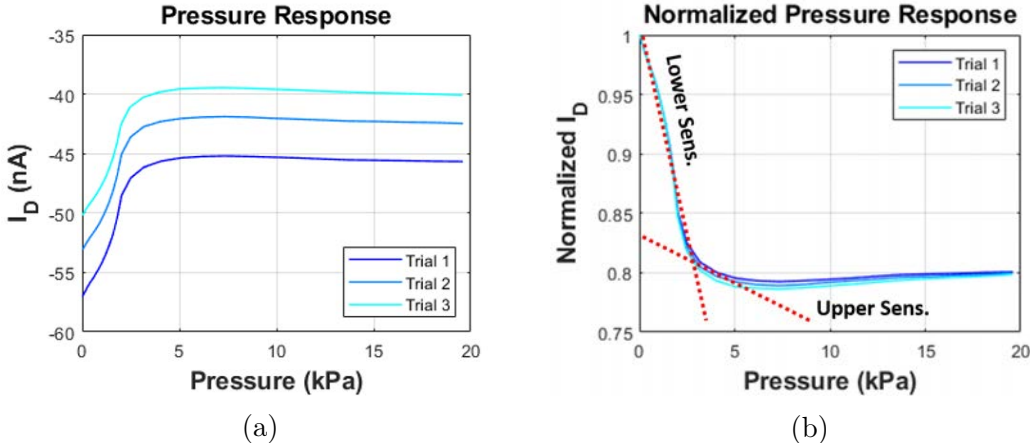 Pressure Response
-35
-40
-45
-50
-55
-60
I_D (nA)
0 5 10 15 20
Pressure (kPa)
Trial 1
Trial 2
Trial 3
(a)
Normalized Pressure Response
1
0.95
0.9
0.85
0.8
0.75
Normalized I_D
0 5 10 15 20
Pressure (kPa)
Trial 1
Trial 2
Trial 3
Lower Sens.
Upper Sens.
(b)